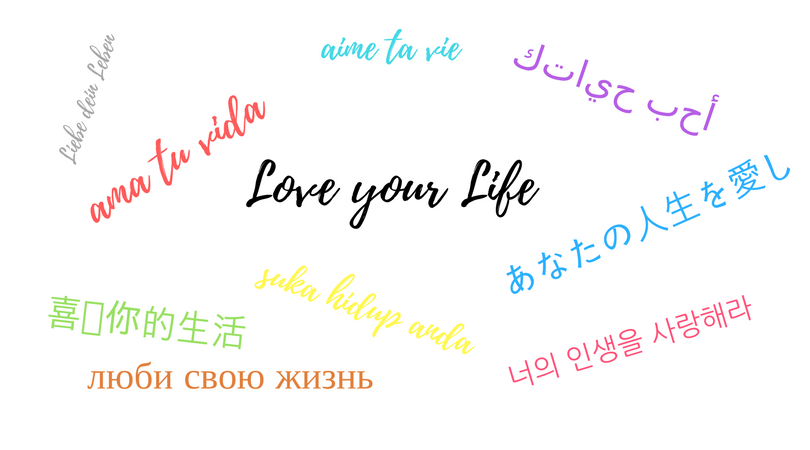 aime ta vie
Liebe dein Leben
أحب حياتك
ama tu vida
Love your Life
あなたの人生を愛し
suka hidup anda
喜▯你的生活
너의 인생을 사랑해라
люби свою жизнь